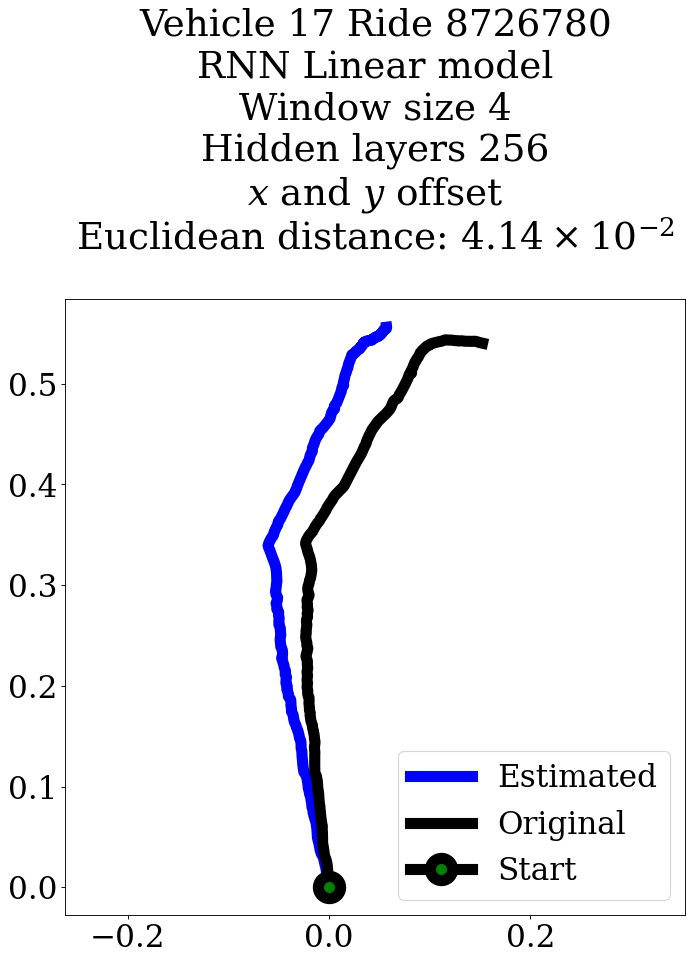 Vehicle 17 Ride 8726780
RNN Linear model
Window size 4
Hidden layers 256
x and y offset
Euclidean distance: 4.14 × 10⁻²
0.5
0.4
0.3
0.2
0.1
0.0
Estimated
Original
Start
−0.2 0.0 0.2